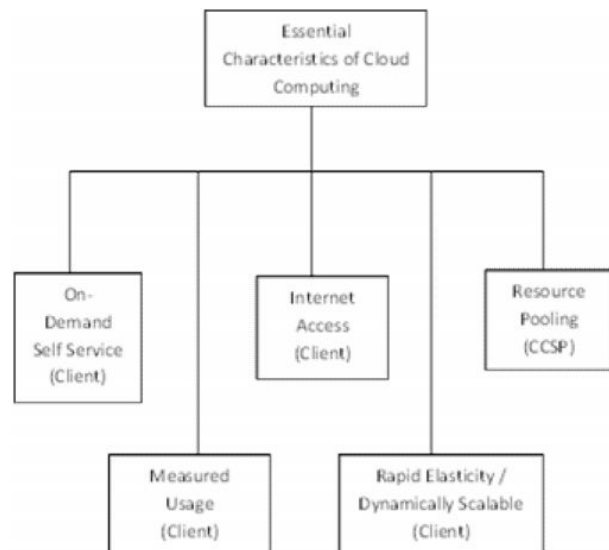 Essential
Characteristics of Cloud
Computing
On-
Demand
Self Service
(Client)
Internet
Access
(Client)
Resource
Pooling
(CCSP)
Measured
Usage
(Client)
Rapid Elasticity /
Dynamically Scalable
(Client)